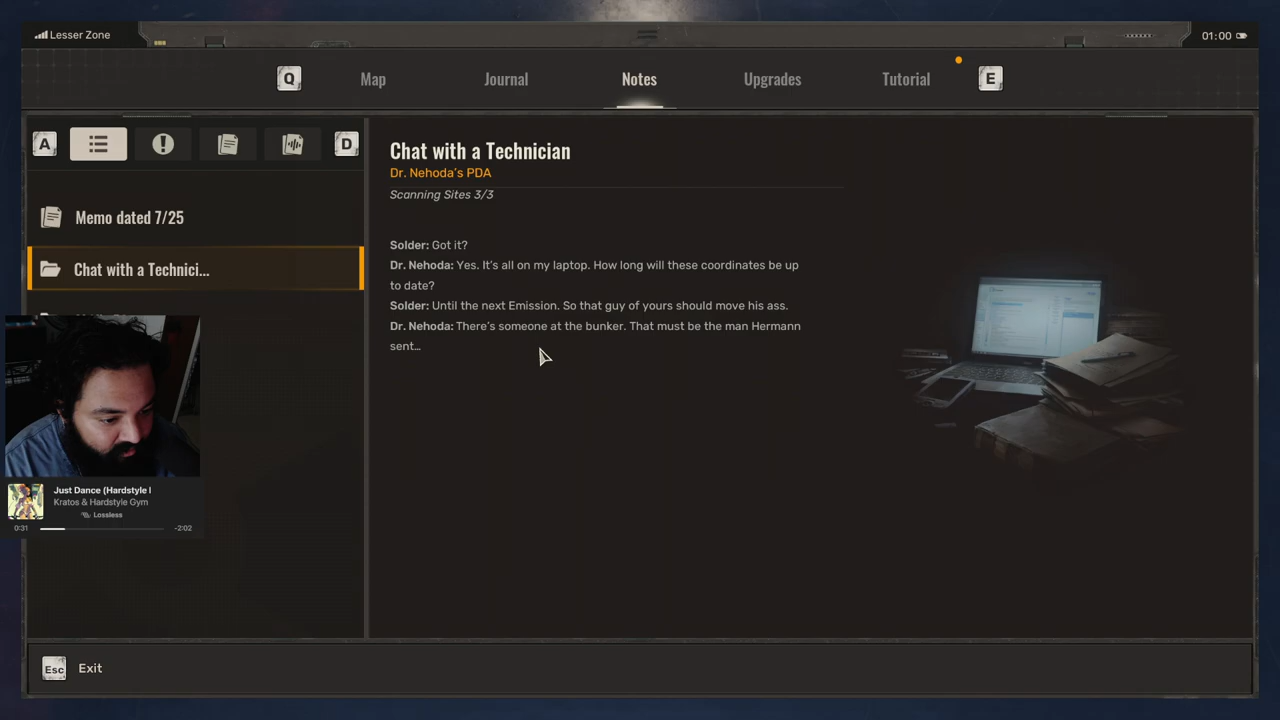 Lesser Zone
01:00
Q
Map
Journal
Notes
Upgrades
Tutorial
E
A
D
Memo dated 7/25
Chat with a Technici...
Chat with a Technician
Dr. Nehoda's PDA
Scanning Sites 3/3
Solder: Got it?
Dr. Nehoda: Yes. It's all on my laptop. How long will these coordinates be up
to date?
Solder: Until the next Emission. So that guy of yours should move his ass.
Dr. Nehoda: There's someone at the bunker. That must be the man Hermann
sent...
Just Dance (Hardstyle
Kratos & Hardstyle Gym
Lossless
0:31
-2:02
Esc
Exit